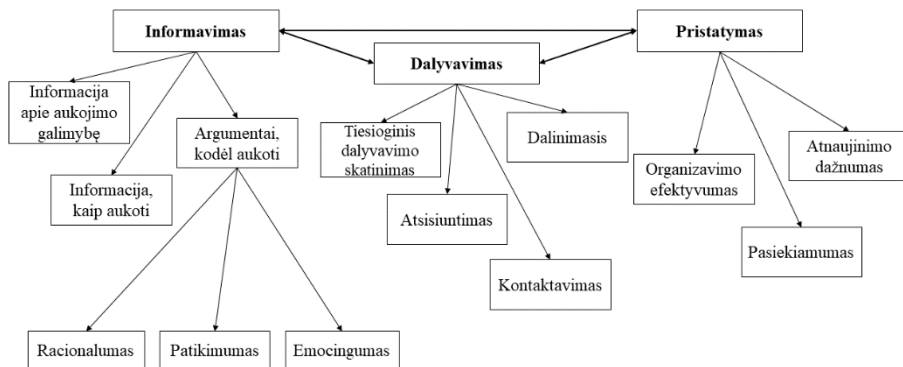 Informavimas
Pristatymas
Dalyvavimas
Informacija
apie aukojimo
galimybę
Argumentai,
kodėl aukoti
Informacija,
kaip aukoti
Tiesioginis
dalyvavimo
skatinimas
Dalinimasis
Atsisiuntimas
Kontaktavimas
Organizavimo
efektyvumas
Atnaujinimo
dažnumas
Pasiekiamumas
Racionalumas
Patikimumas
Emocingumas